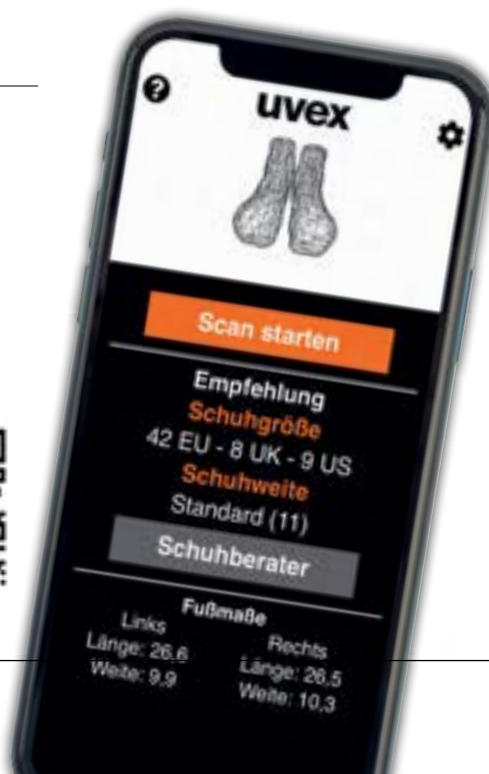 ?
uvex
Scan starten
Empfehlung
Schuhgröße
42 EU - 8 UK - 9 US
Schuhweite
Standard (11)
Schuhberater
Fußmaße
Links
Länge: 26,6
Weite: 9,9
Rechts
Länge: 26,5
Weite: 10,3